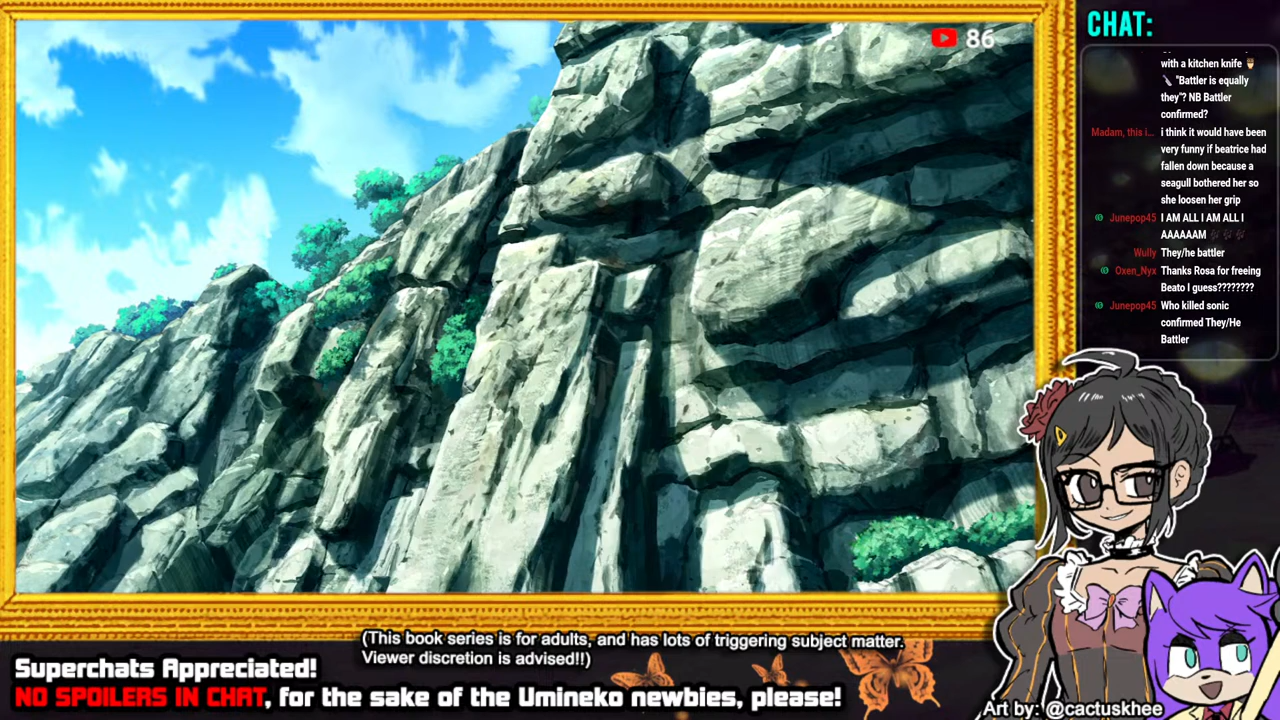 86
CHAT:
with a kitchen knife
"Battler is equally
they"? NB Battler
confirmed?
Madam, this i... i think it would have been
very funny if beatrice had
fallen down because a
seagull bothered her so
she loosen her grip
Junepop45 I AM ALL I AM ALL I
AAAAAAM
Wully They/he battler
Oxen_Nyx Thanks Rosa for freeing
Beato I guess????????
Junepop45 Who killed sonic
confirmed They/He
Battler
(This book series is for adults, and has lots of triggering subject matter.
Viewer discretion is advised!!)
Superchats Appreciated!
NO SPOILERS IN CHAT, for the sake of the Umineko newbies, please!
Art by: @cactuskhee